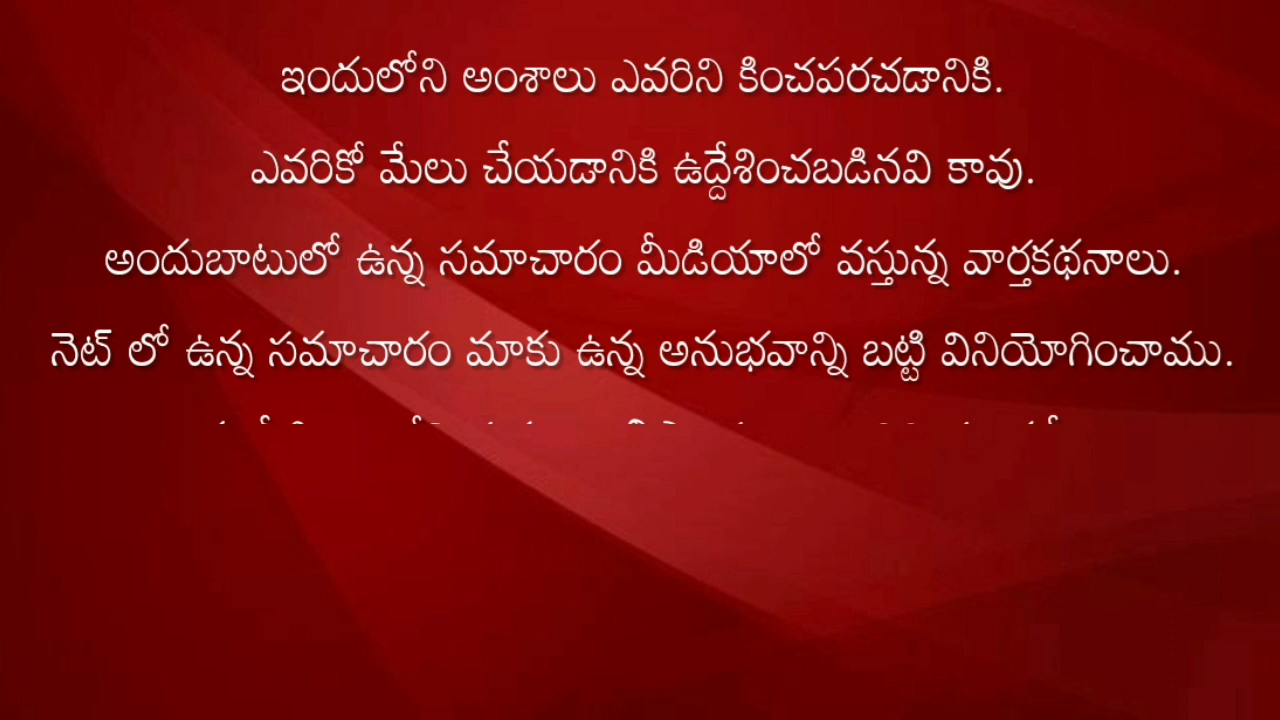 ఇందులోని అంశాలు ఎవరిని కించపరచడానికి.
ఎవరికో మేలు చేయడానికి ఉద్దేశించబడినవి కావు.
అందుబాటులో ఉన్న సమాచారం మీడియాలో వస్తున్న వార్తకథనాలు.
నెట్ లో ఉన్న సమాచారం మాకు ఉన్న అనుభవాన్ని బట్టి వినియోగించాము.